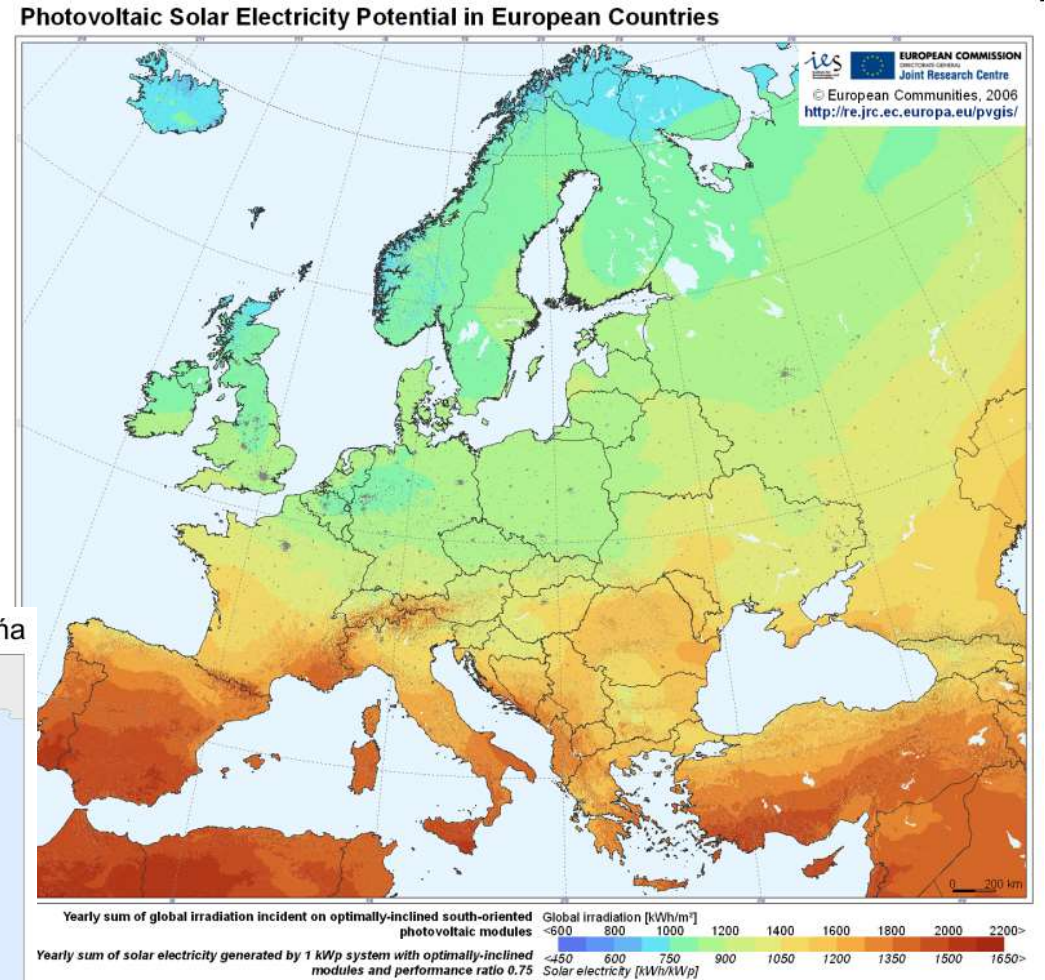 Photovoltaic Solar Electricity Potential in European Countries
ies
EUROPEAN COMMISSION
DIRECTORATE-GENERAL
Joint Research Centre
© European Communities, 2006
http://re.jrc.ec.europa.eu/pvgis/
ńa
0 200 km
Yearly sum of global irradiation incident on optimally-inclined south-oriented
photovoltaic modules
Global irradiation [kWh/m²]
<600 800 1000 1200 1400 1600 1800 2000 2200>
Yearly sum of solar electricity generated by 1 kWp system with optimally-inclined
modules and performance ratio 0.75
<450 600 750 900 1050 1200 1350 1500 1650>
Solar electricity [kWh/kWp]